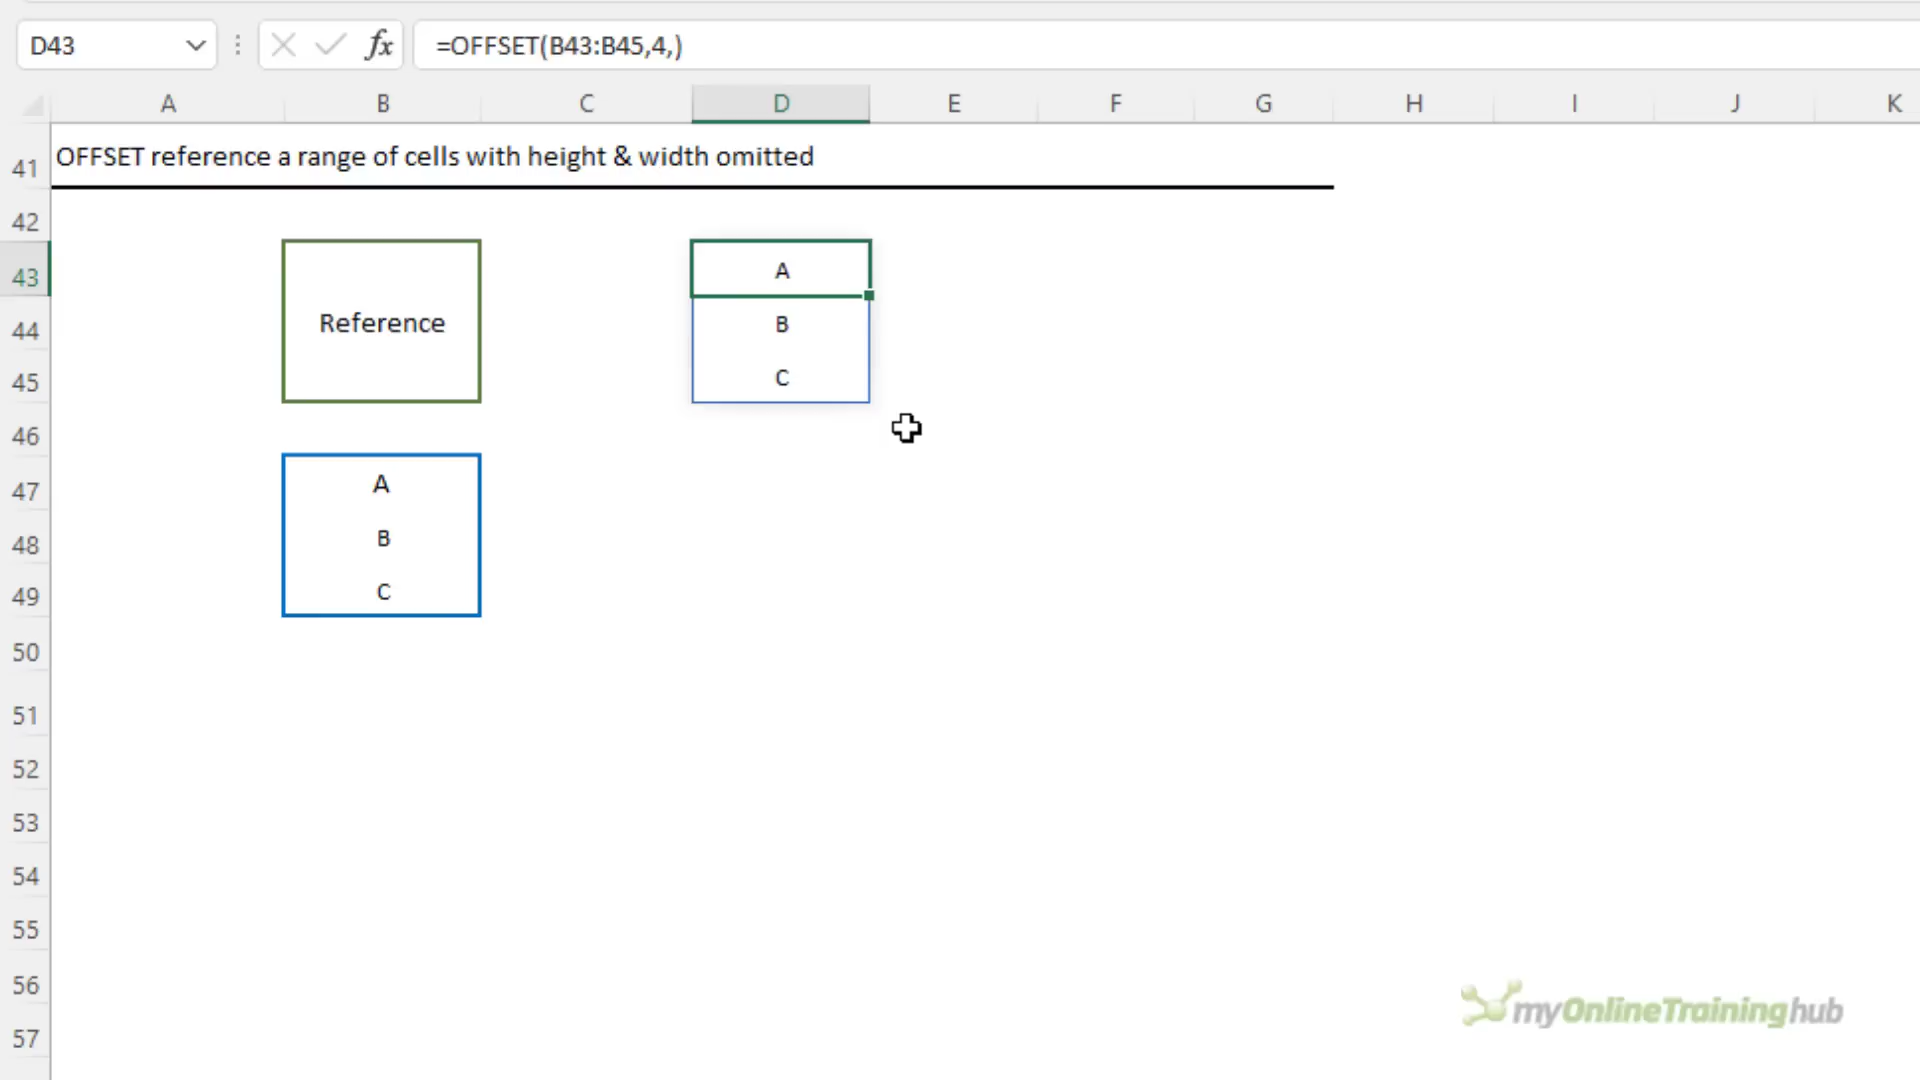 D43 fx =OFFSET(B43:B45,4,)
A B C D E F G H I J K
41 OFFSET reference a range of cells with height & width omitted
42
43 A
44 Reference B
45 C
46
47 A
48 B
49 C
50
51
52
53
54
55
56
myOnlineTraininghub
57